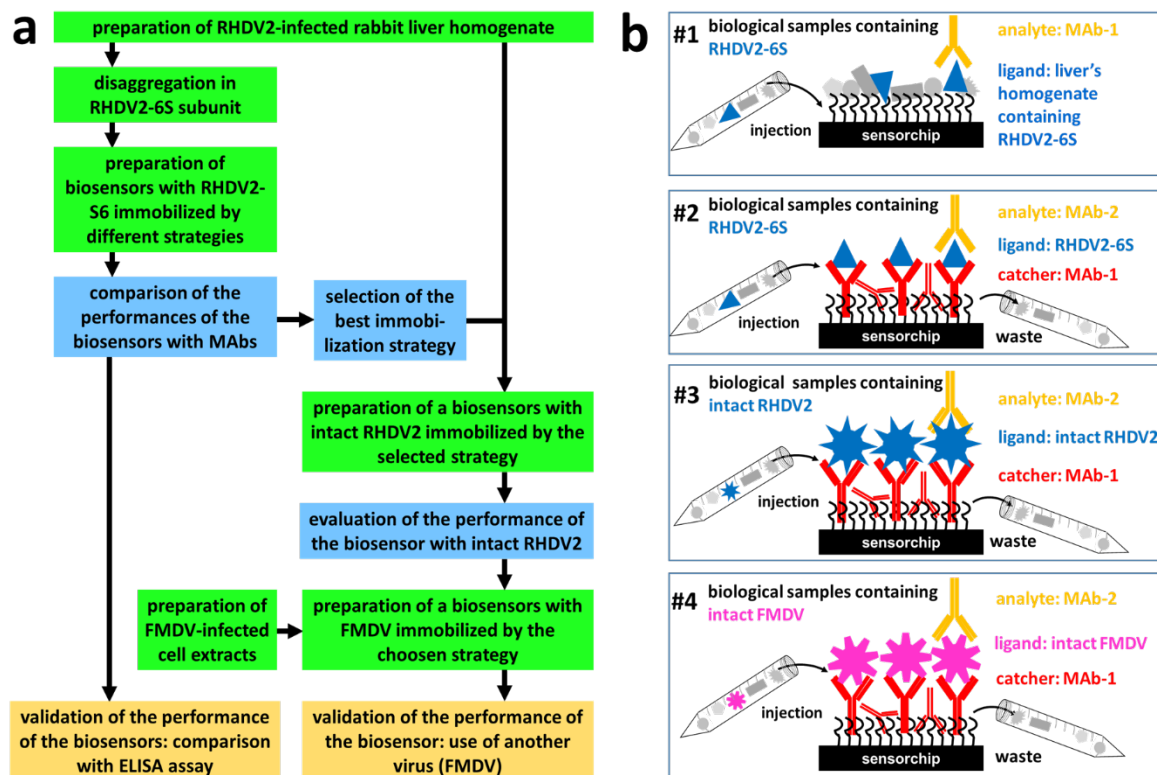 a
preparation of RHDV2-infected rabbit liver homogenate
disaggregation in
RHDV2-6S
subunit
preparation of
biosensors with RHDV2-
S6 immobilized by
different strategies
comparison of the
performances of the
biosensors with MAbs
selection of the
best immobi-
lization strategy
preparation of a biosensors with
intact RHDV2 immobilized by the
selected strategy
evaluation of the performance of
the biosensor with intact RHDV2
preparation of
FMDV-infected
cell extracts
preparation of a biosensors with
FMDV immobilized by the
choosen strategy
validation of the performance
of the biosensors: comparison
with ELISA assay
validation of the performance of
the biosensor: use of another
virus (FMDV)
b
#1 biological samples containing
RHDV2-6S
injection
sensorchip
analyte: MAb-1
ligand: liver's
homogenate
containing
RHDV2-6S
#2 biological samples containing
RHDV2-6S
injection
sensorchip
analyte: MAb-2
ligand: RHDV2-6S
catcher: MAb-1
waste
#3 biological samples containing
intact RHDV2
injection
sensorchip
analyte: MAb-2
ligand: intact RHDV2
catcher: MAb-1
waste
#4 biological samples containing
intact FMDV
injection
sensorchip
analyte: MAb-2
ligand: intact FMDV
catcher: MAb-1
waste